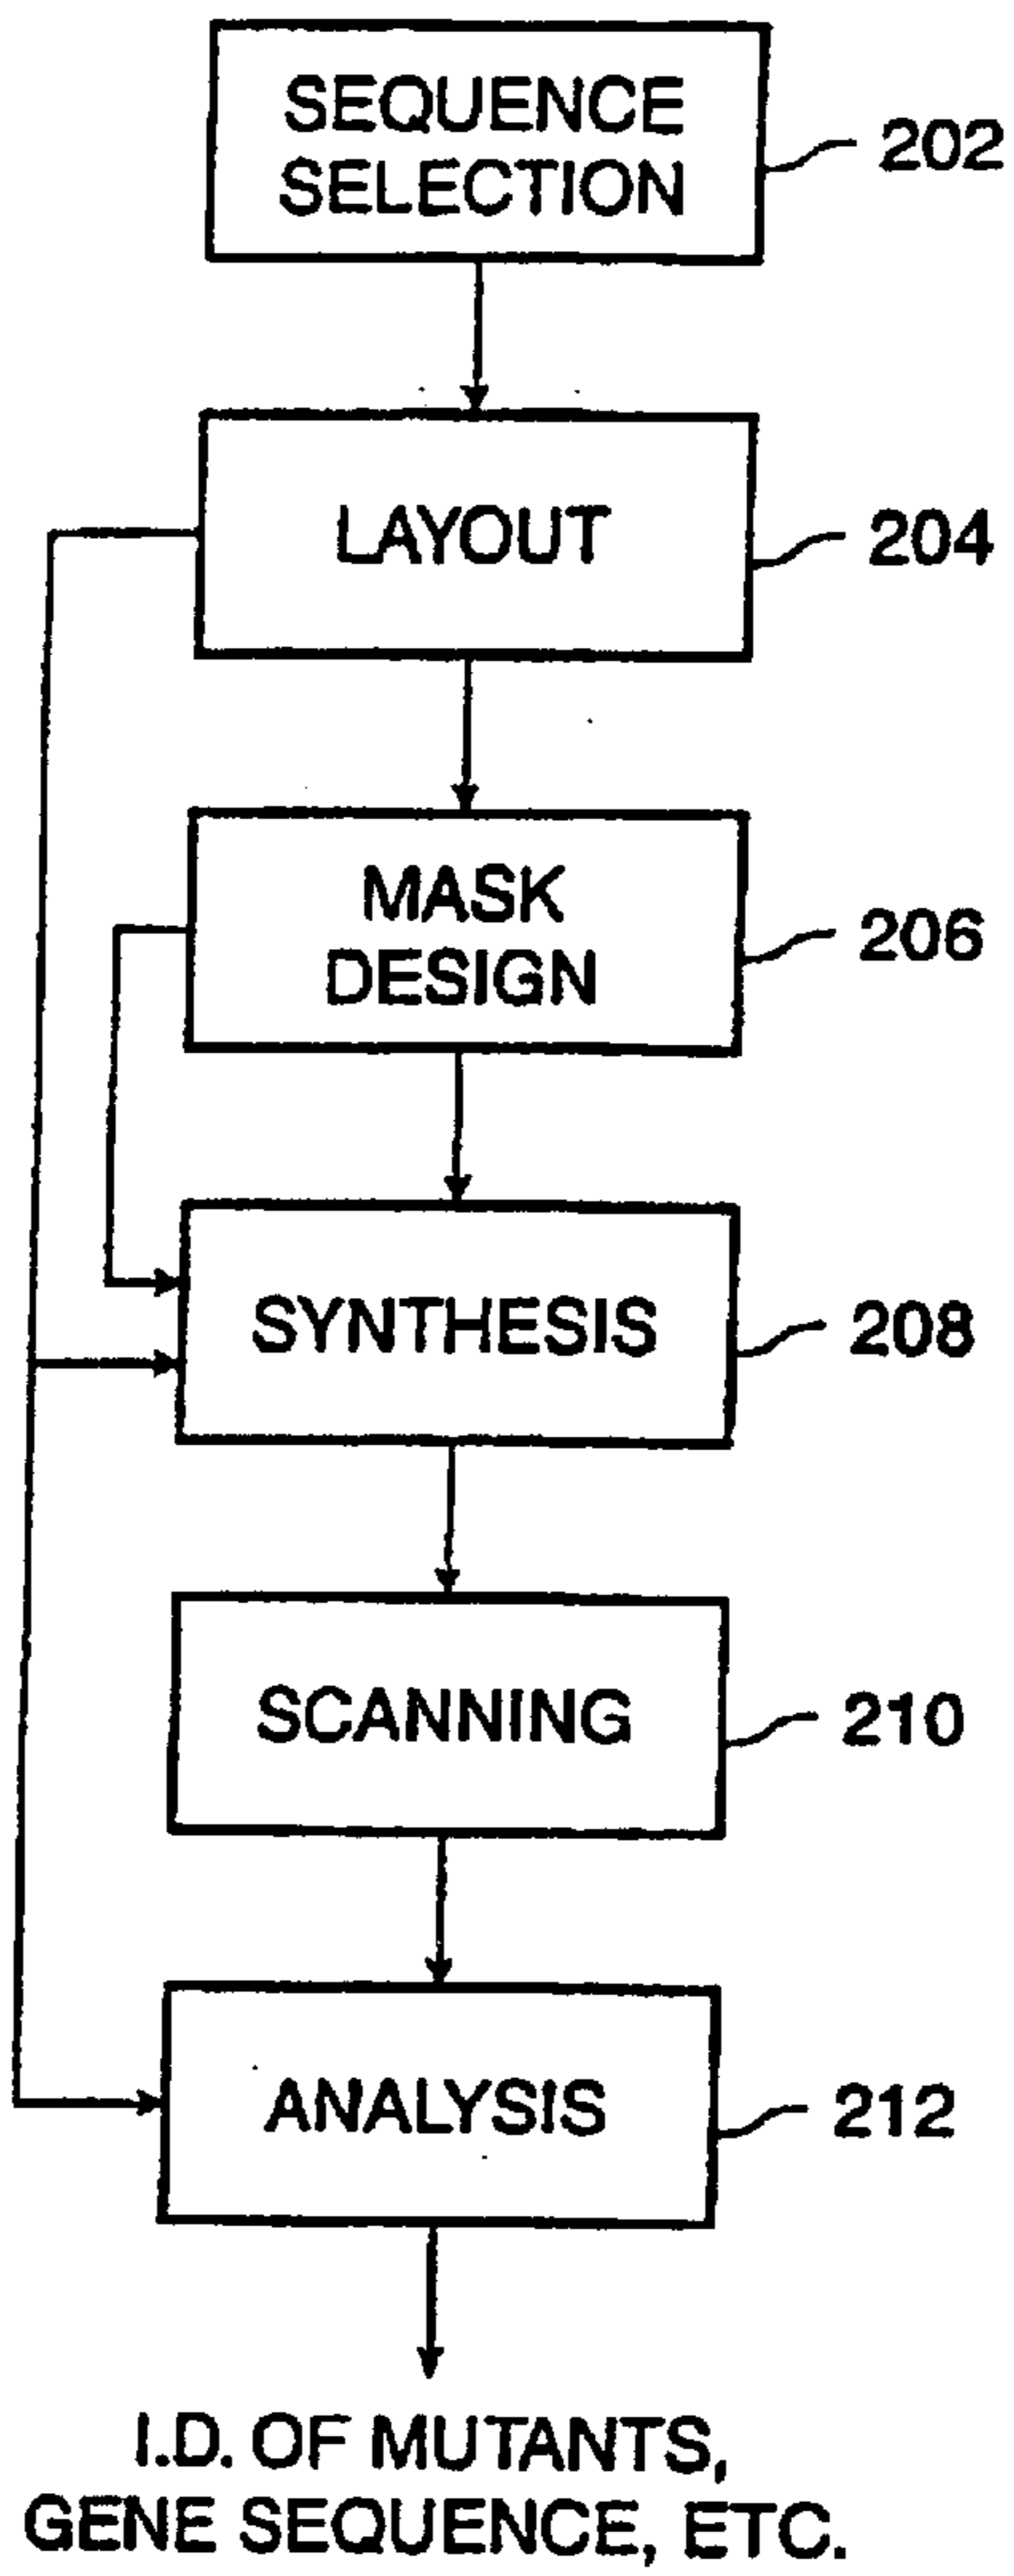 SEQUENCE
SELECTION
202
LAYOUT
204
MASK
DESIGN
206
SYNTHESIS
208
SCANNING
210
ANALYSIS
212
I.D. OF MUTANTS,
GENE SEQUENCE, ETC.